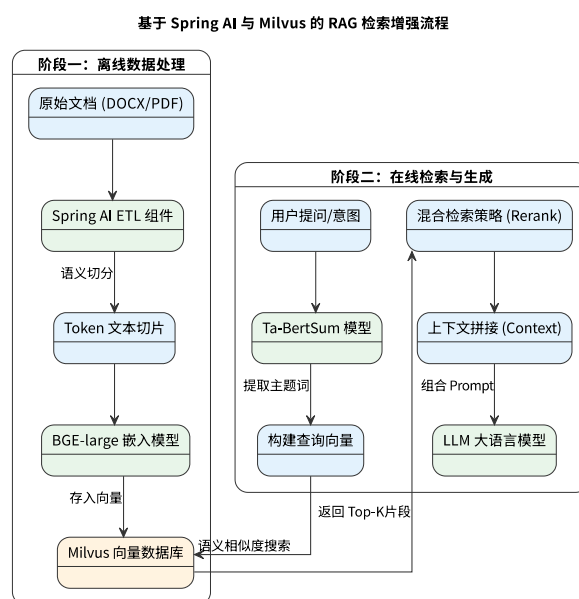 基于 Spring AI 与 Milvus 的 RAG 检索增强流程
阶段一：离线数据处理
原始文档 (DOCX/PDF)
Spring AI ETL 组件
语义切分
Token 文本切片
BGE-large 嵌入模型
存入向量
Milvus 向量数据库
阶段二：在线检索与生成
用户提问/意图
Ta-BertSum 模型
提取主题词
构建查询向量
语义相似度搜索
返回 Top-K片段
混合检索策略 (Rerank)
上下文拼接 (Context)
组合 Prompt
LLM 大语言模型